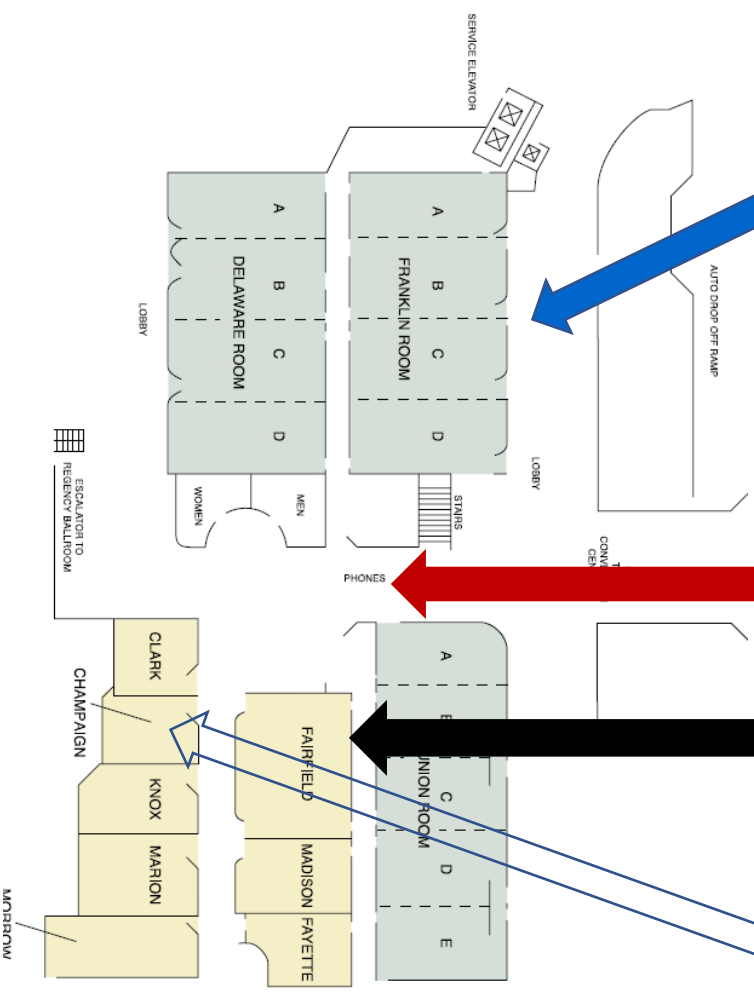 SERVICE ELEVATOR
AUTO DROP OFF RAMP
A
B
C
D
FRANKLIN ROOM
A
B
C
D
DELAWARE ROOM
LOBBY
LOBBY
STAIRS
MEN
WOMEN
ESCALATOR TO
REGENCY BALLROOM
PHONES
A
C
D
E
UNION ROOM
CLARK
CHAMPAIGN
KNOX
MARION
MORROW
FAIRFIELD
MADISON
FAYETTE